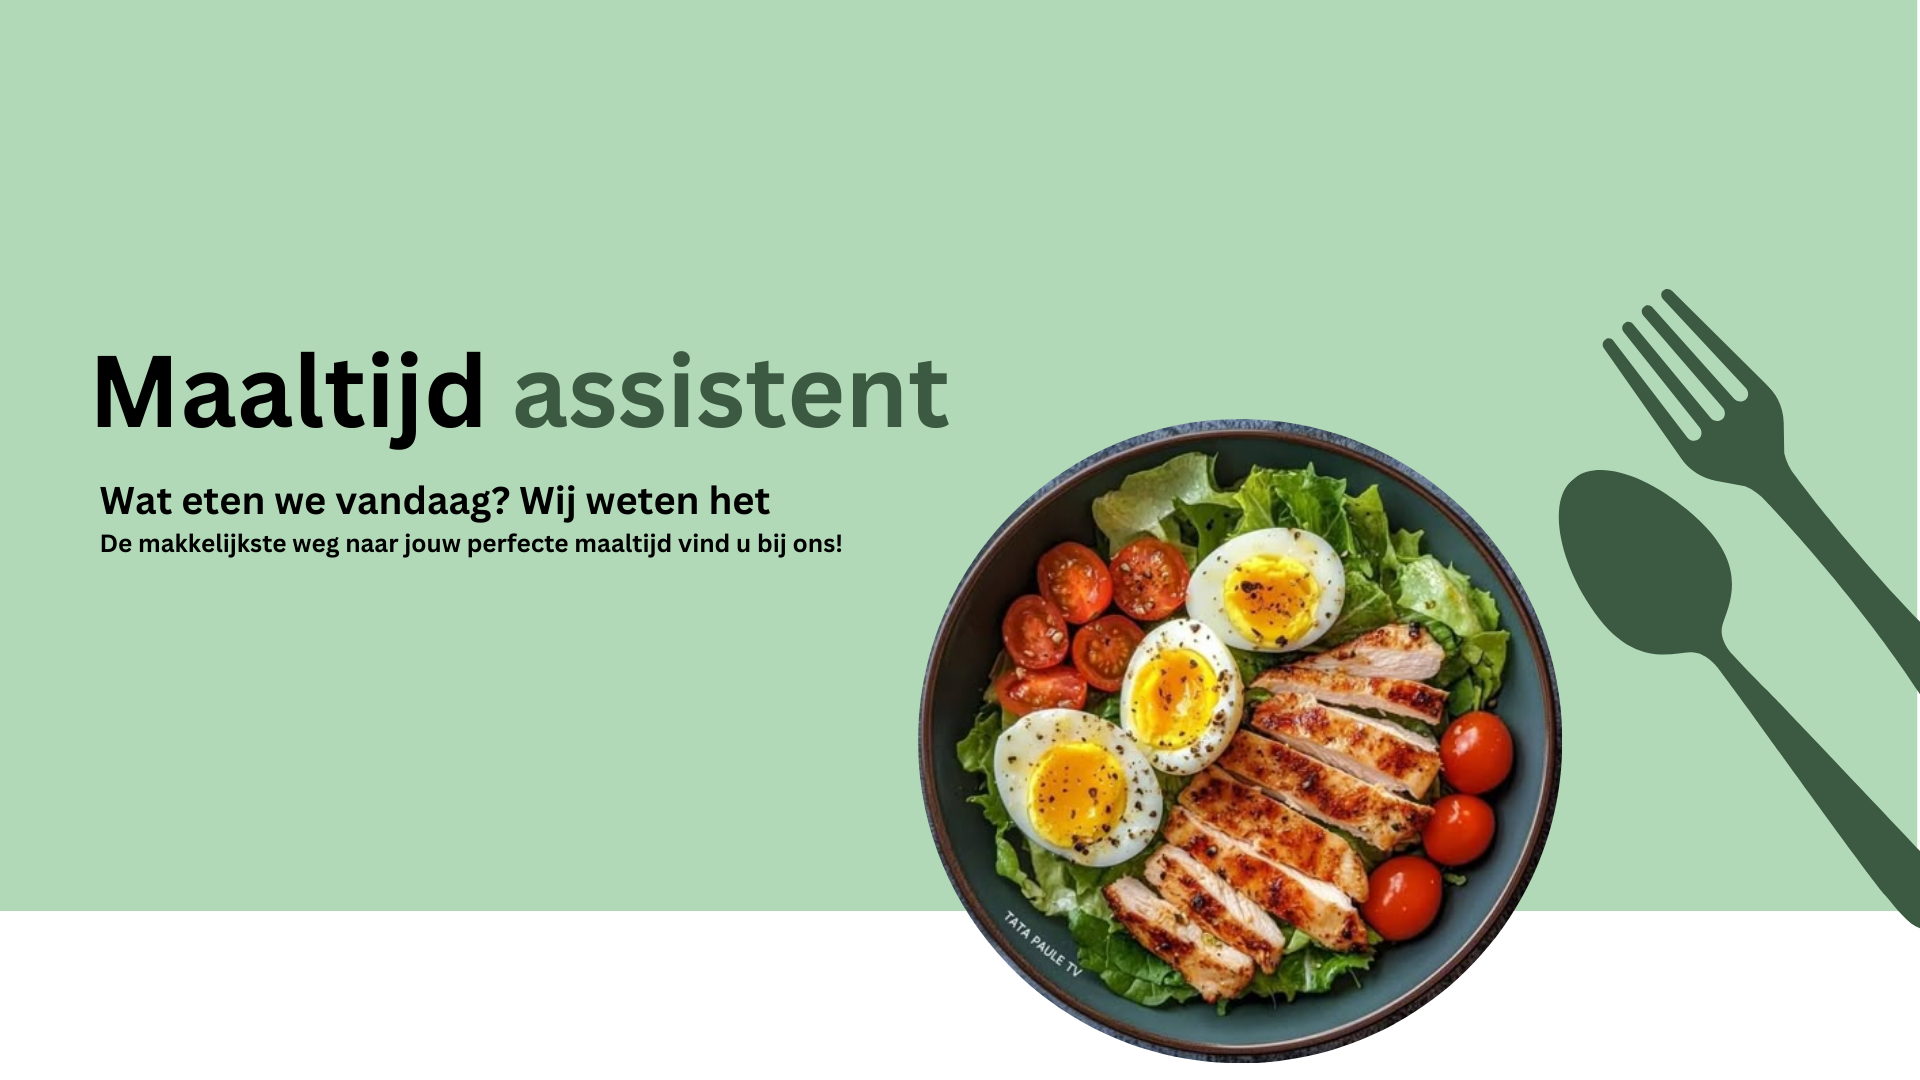 Maaltijd assistent
Wat eten we vandaag? Wij weten het
De makkelijkste weg naar jouw perfecte maaltijd vind u bij ons!
TATA PAULE TV